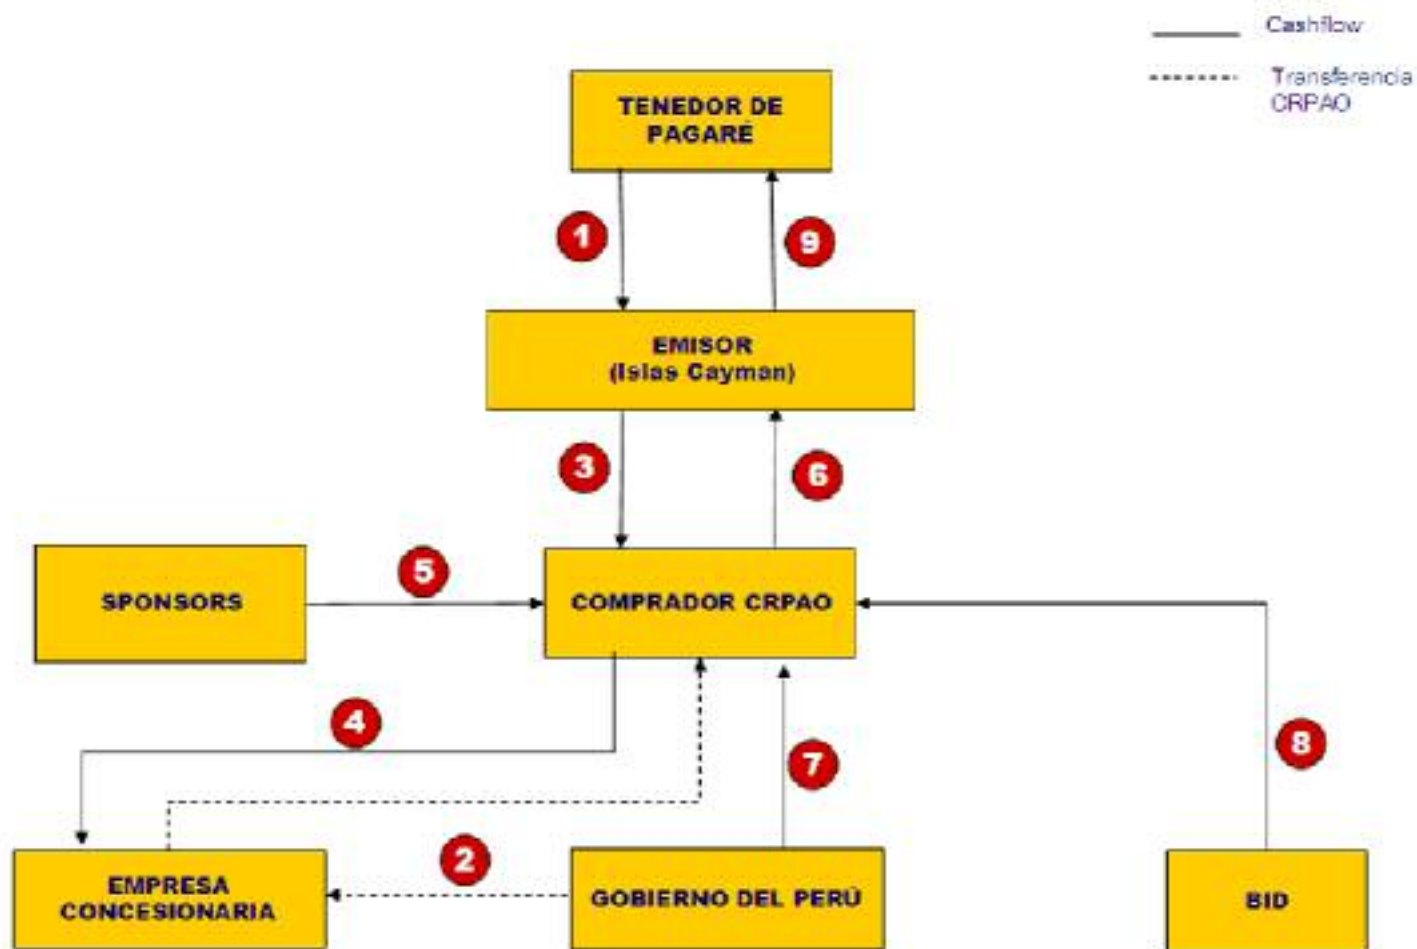 Cashflow
Transferencia
CRPAO
TENEDOR DE
PAGARÉ
1
9
EMISOR
(Islas Cayman)
3
6
SPONSORS
5
COMPRADOR CRPAO
4
7
8
2
EMPRESA
CONCESIONARIA
GOBIERNO DEL PERÚ
BID